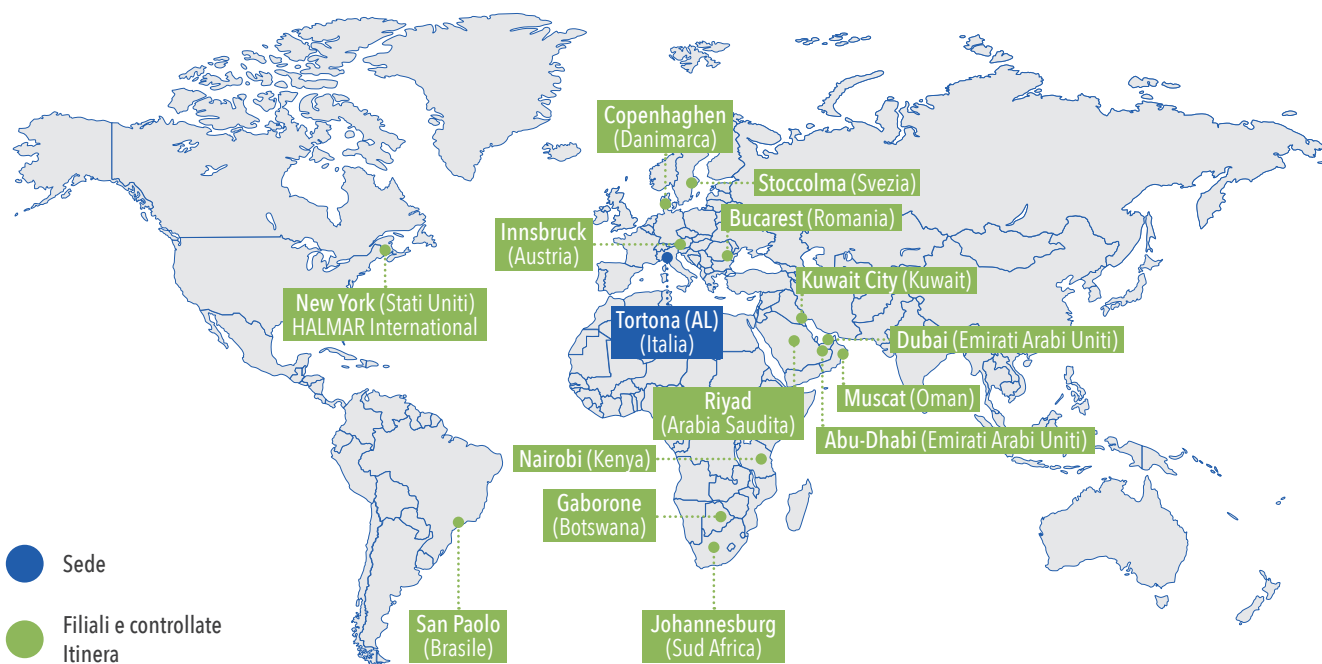 Copenhaghen
(Danimarca)
Stoccolma (Svezia)
Bucarest (Romania)
Innsbruck
(Austria)
Kuwait City (Kuwait)
New York (Stati Uniti)
HALMAR International
Tortona (AL)
(Italia)
Dubai (Emirati Arabi Uniti)
Muscat (Oman)
Riyad
(Arabia Saudita)
Abu-Dhabi (Emirati Arabi Uniti)
Nairobi (Kenya)
Gaborone
(Botswana)
San Paolo
(Brasile)
Johannesburg
(Sud Africa)
Sede
Filiali e controllate
Itinera